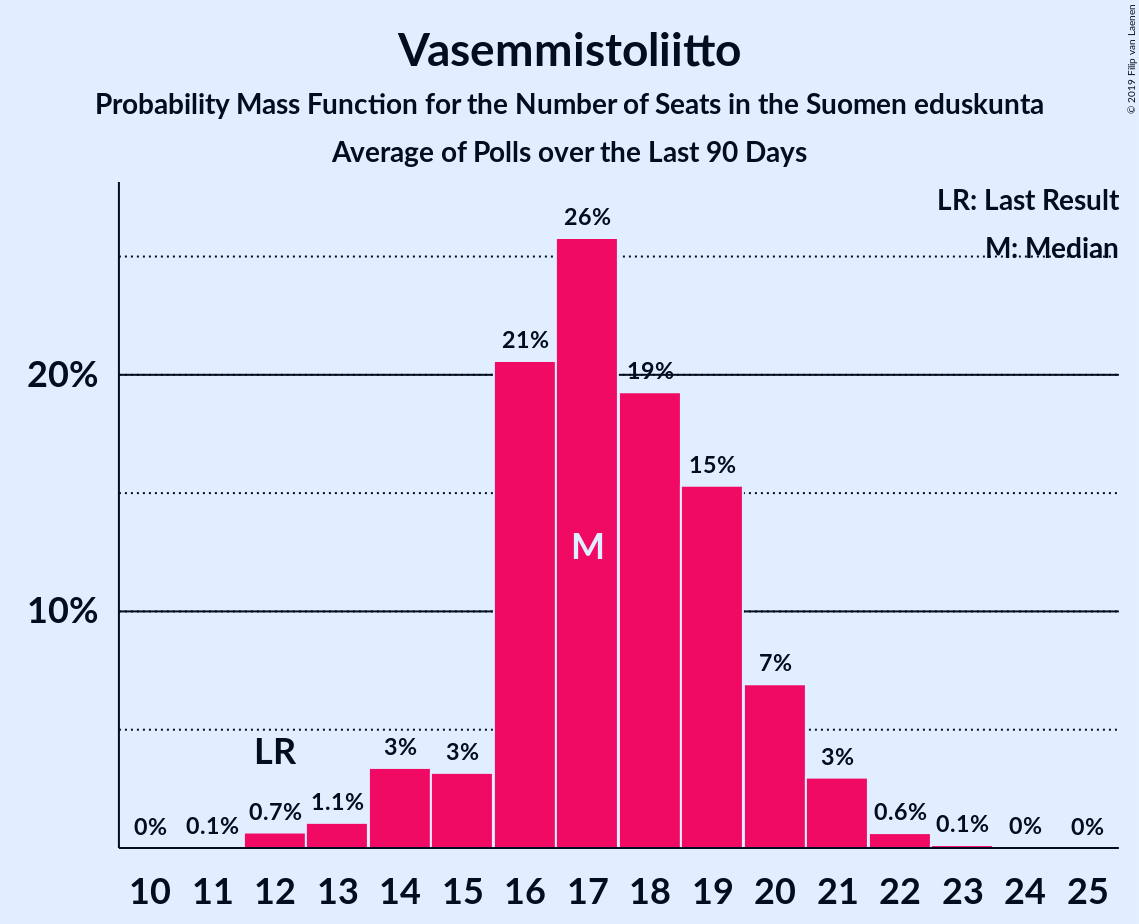 Vasemmistoliitto
Probability Mass Function for the Number of Seats in the Suomen eduskunta
Average of Polls over the Last 90 Days
© 2019 Filip van Laenen
LR: Last Result
M: Median
26%
21%
20%
19%
15%
M
10%
7%
LR
3%
3%
3%
0%
0.1%
0.7%
1.1%
0.6%
0.1%
0%
0%
10 11 12 13 14 15 16 17 18 19 20 21 22 23 24 25